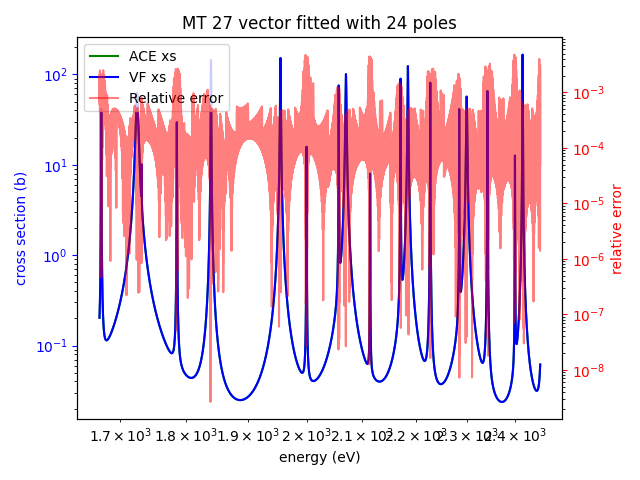 MT 27 vector fitted with 24 poles
ACE xs
VF xs
Relative error
10²
10¹
10⁰
10⁻¹
cross section (b)
10⁻³
10⁻⁴
10⁻⁵
10⁻⁶
10⁻⁷
10⁻⁸
relative error
1.7 × 10³ 1.8 × 10³ 1.9 × 10³ 2 × 10³ 2.1 × 10³ 2.2 × 10³ 2.3 × 10³ 2.4 × 10³
energy (eV)